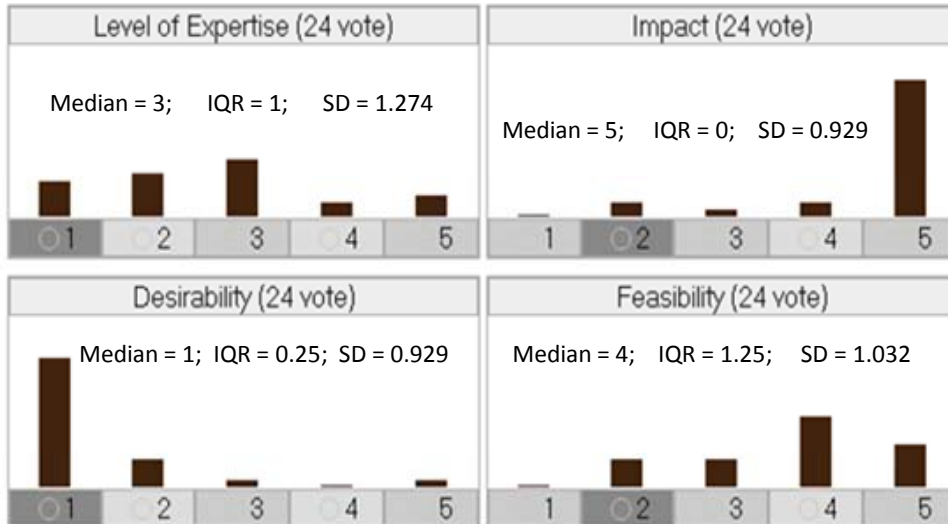 Level of Expertise (24 vote)
Median = 3; IQR = 1; SD = 1.274
1 2 3 4 5
Impact (24 vote)
Median = 5; IQR = 0; SD = 0.929
1 2 3 4 5
Desirability (24 vote)
Median = 1; IQR = 0.25; SD = 0.929
1 2 3 4 5
Feasibility (24 vote)
Median = 4; IQR = 1.25; SD = 1.032
1 2 3 4 5